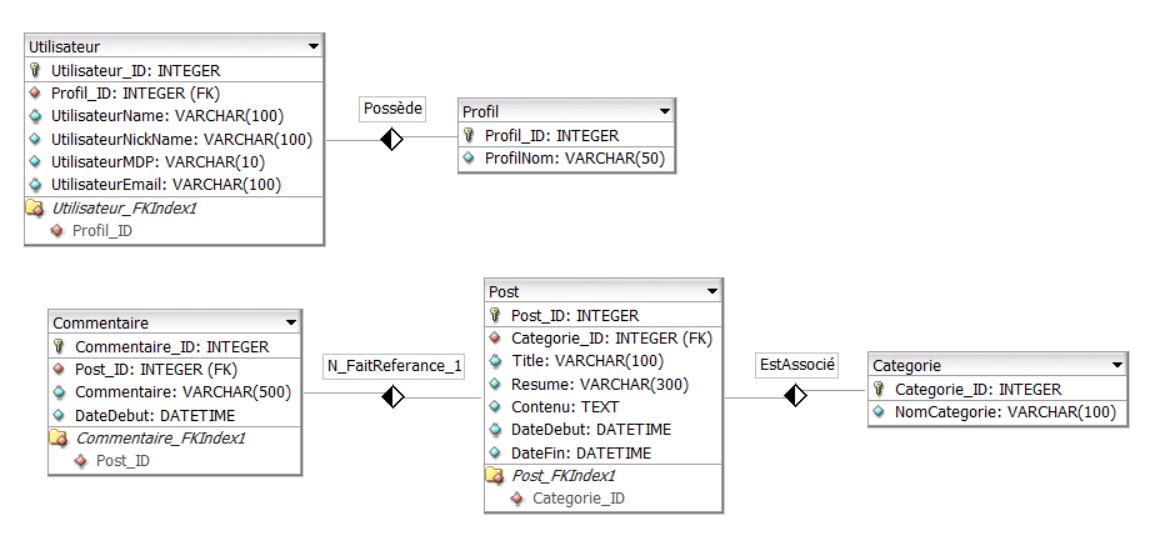 Utilisateur
Utilisateur_ID: INTEGER
Profil_ID: INTEGER (FK)
UtilisateurName: VARCHAR(100)
UtilisateurNickName: VARCHAR(100)
UtilisateurMDP: VARCHAR(10)
UtilisateurEmail: VARCHAR(100)
Utilisateur_FKIndex1
Profil_ID
Possède
Profil
Profil_ID: INTEGER
ProfilNom: VARCHAR(50)
Commentaire
Commentaire_ID: INTEGER
Post_ID: INTEGER (FK)
Commentaire: VARCHAR(500)
DateDebut: DATETIME
Commentaire_FKIndex1
Post_ID
N_FaitReferance_1
Post
Post_ID: INTEGER
Categorie_ID: INTEGER (FK)
Title: VARCHAR(100)
Resume: VARCHAR(300)
Contenu: TEXT
DateDebut: DATETIME
DateFin: DATETIME
Post_FKIndex1
Categorie_ID
EstAssocié
Categorie
Categorie_ID: INTEGER
NomCategorie: VARCHAR(100)